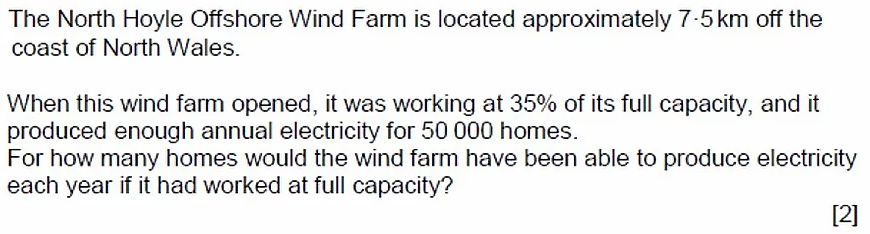 The North Hoyle Offshore Wind Farm is located approximately 7·5 km off the
coast of North Wales.
When this wind farm opened, it was working at 35% of its full capacity, and it
produced enough annual electricity for 50 000 homes.
For how many homes would the wind farm have been able to produce electricity
each year if it had worked at full capacity?
[2]